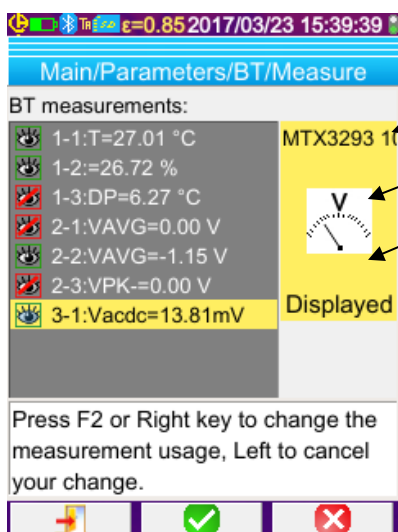 ε=0.85 2017/03/23 15:39:39
Main/Parameters/BT/Measure
BT measurements:
1-1:T=27.01 °C
1-2:=26.72 %
1-3:DP=6.27 °C
2-1:VAVG=0.00 V
2-2:VAVG=-1.15 V
2-3:VPK-=0.00 V
3-1:Vacdc=13.81mV
MTX3293 10
V
Displayed
Press F2 or Right key to change the
measurement usage, Left to cancel
your change.